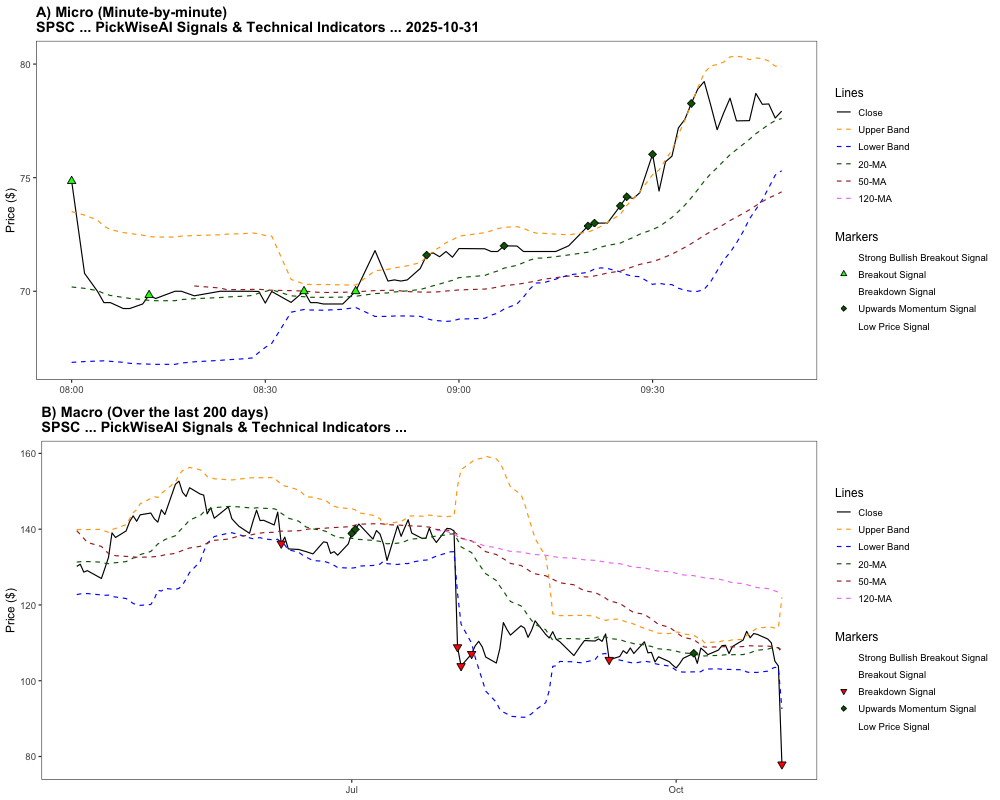 A) Micro (Minute-by-minute)
SPSC ... PickWiseAI Signals & Technical Indicators ... 2025-10-31
Price ($)
80
75
70
08:00
08:30
09:00
09:30
Lines
Close
Upper Band
Lower Band
20-MA
50-MA
120-MA
Markers
Strong Bullish Breakout Signal
Breakout Signal
Breakdown Signal
Upwards Momentum Signal
Low Price Signal
B) Macro (Over the last 200 days)
SPSC ... PickWiseAI Signals & Technical Indicators ...
Price ($)
160
140
120
100
80
Jul
Oct
Lines
Close
Upper Band
Lower Band
20-MA
50-MA
120-MA
Markers
Strong Bullish Breakout Signal
Breakout Signal
Breakdown Signal
Upwards Momentum Signal
Low Price Signal